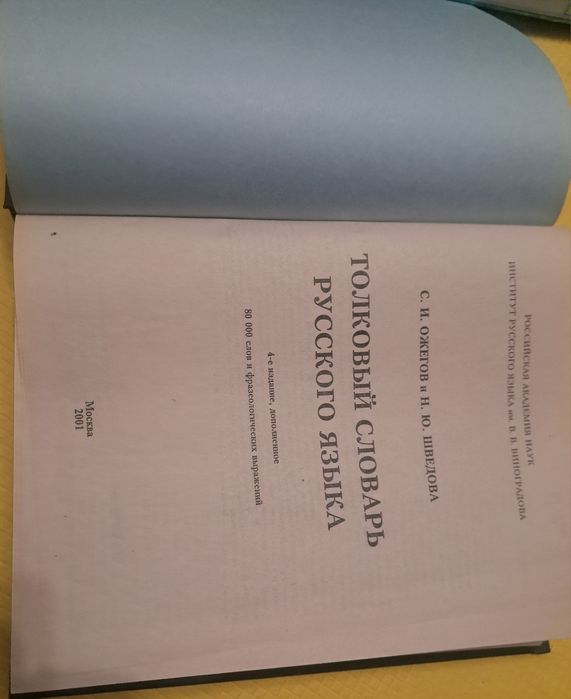 РОССИЙСКАЯ АКАДЕМИЯ НАУК
ИНСТИТУТ РУССКОГО ЯЗЫКА им. В. В. ВИНОГРАДОВА
С. И. ОЖЕГОВ и Н. Ю. ШВЕДОВА
ТОЛКОВЫЙ СЛОВАРЬ
РУССКОГО ЯЗЫКА
4-е издание, дополненное
80 000 слов и фразеологических выражений
Москва
2001